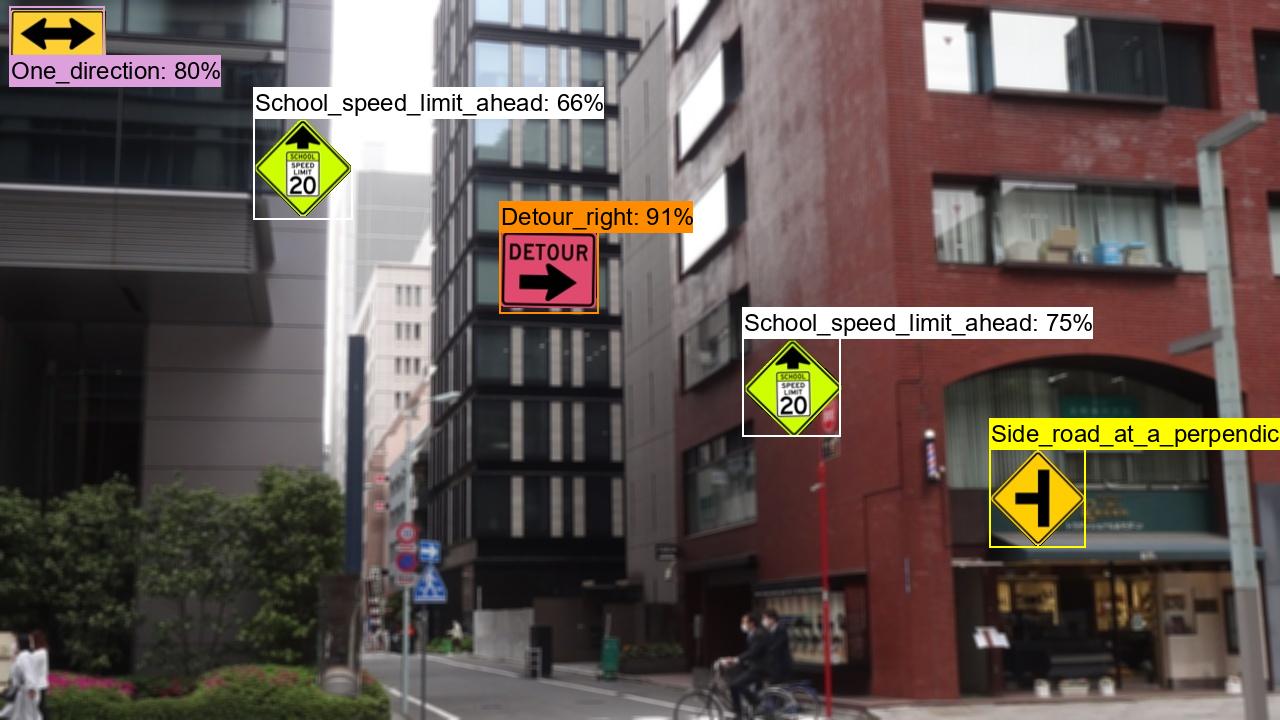 One_direction: 80%
School_speed_limit_ahead: 66%
SCHOOL
SPEED
LIMIT
20
Detour_right: 91%
DETOUR
School_speed_limit_ahead: 75%
SCHOOL
SPEED
LIMIT
20
Side_road_at_a_perpendic